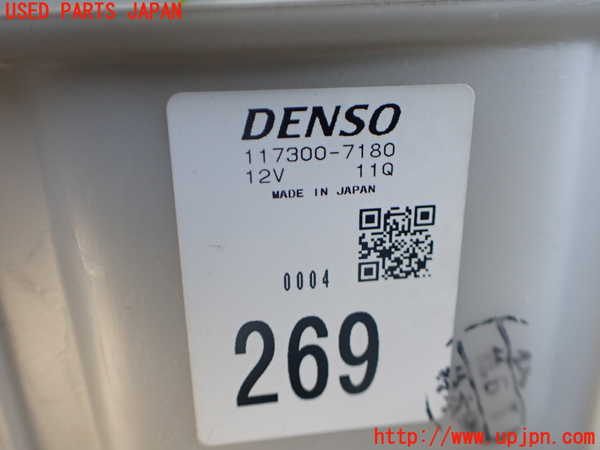 USED PARTS JAPAN
DENSO
117300-7180
12V 11Q
MADE IN JAPAN
0004
269
http://www.upjpn.com